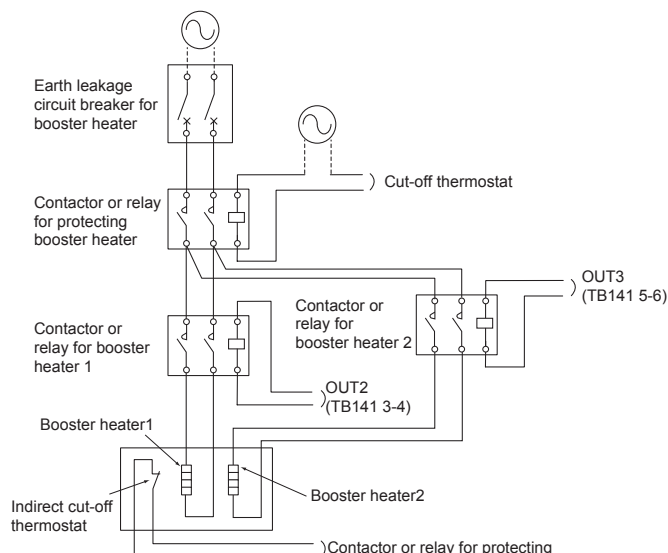 Earth leakage
circuit breaker for
booster heater
Cut-off thermostat
Contactor or relay
for protecting
booster heater
OUT3
(TB141 5-6)
Contactor or
relay for
booster heater 2
Contactor or
relay for booster
heater 1
OUT2
(TB141 3-4)
Booster heater1
Booster heater2
Indirect cut-off
thermostat
Contactor or relay for protecting